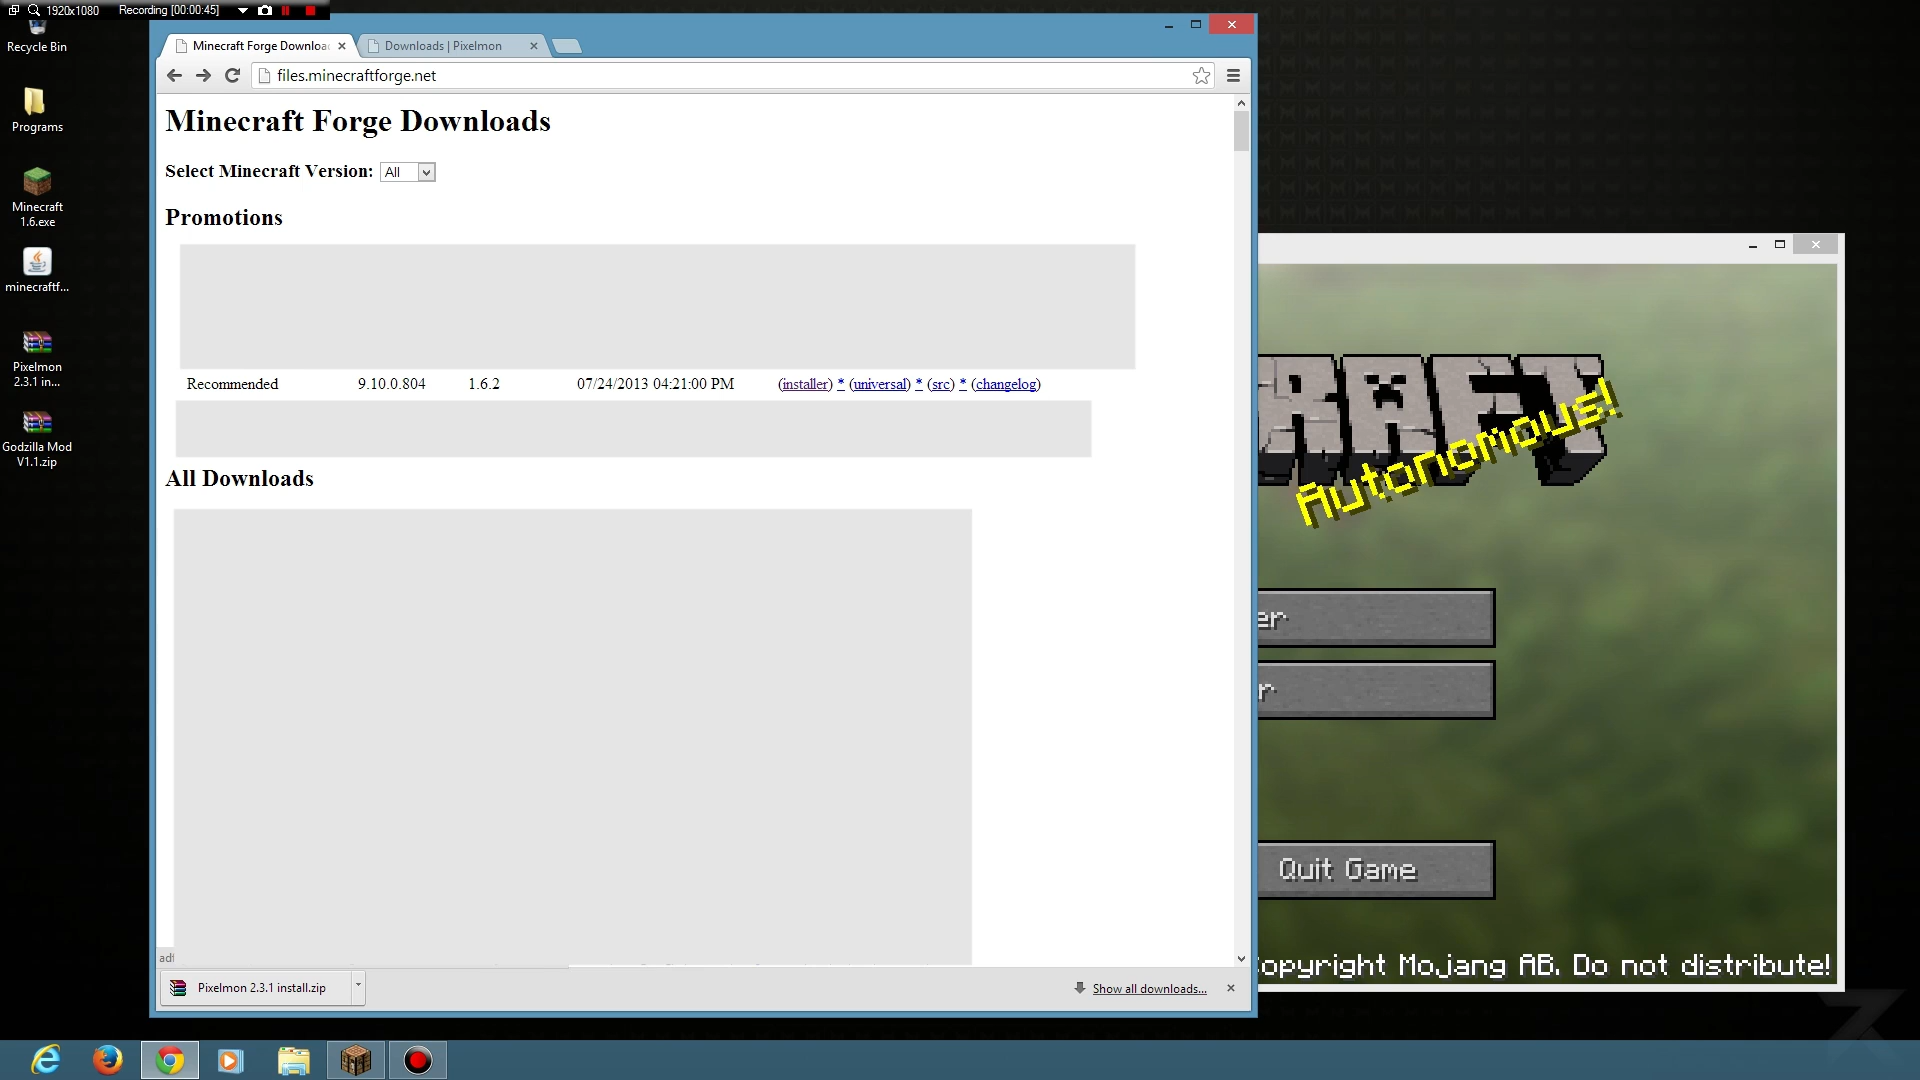 1920x1080 Recording [00:00:45]
Recycle Bin
Programs
Minecraft
1.6.exe
minecraftf...
Pixelmon
2.3.1 in...
Godzilla Mod
V1.1.zip
Minecraft Forge Downloa
Downloads | Pixelmon
files.minecraftforge.net
Minecraft Forge Downloads
Select Minecraft Version: All
Promotions
Recommended 9.10.0.804 1.6.2 07/24/2013 04:21:00 PM (installer) * (universal) * (src) * (changelog)
All Downloads
adf
Pixelmon 2.3.1 install.zip
Show all downloads...
RAFT
Autonomous!
er
r
Quit Game
opyright Mojang AB. Do not distribute!